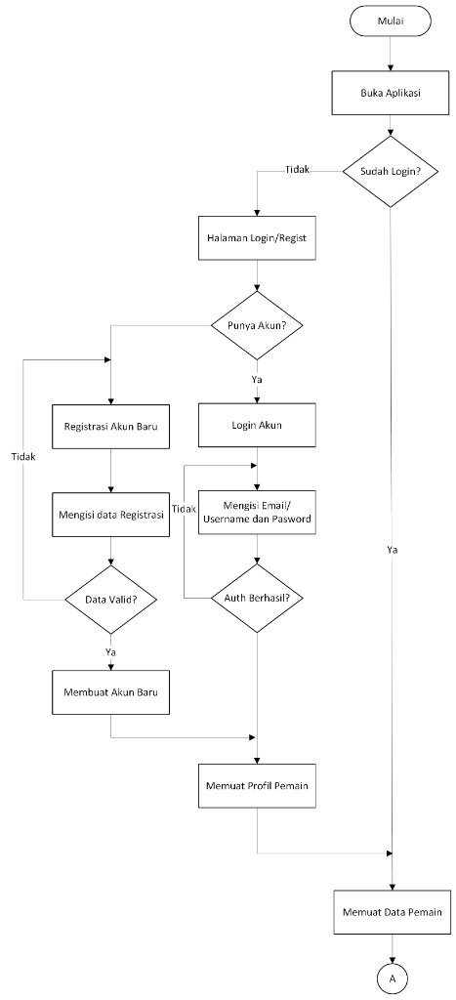 Mulai
Buka Aplikasi
Sudah Login?
Tidak
Halaman Login/Regist
Punya Akun?
Ya
Registrasi Akun Baru
Login Akun
Tidak
Mengisi data Registrasi
Tidak
Mengisi Email/
Username dan Pasword
Ya
Data Valid?
Auth Berhasil?
Ya
Membuat Akun Baru
Memuat Profil Pemain
Memuat Data Pemain
A